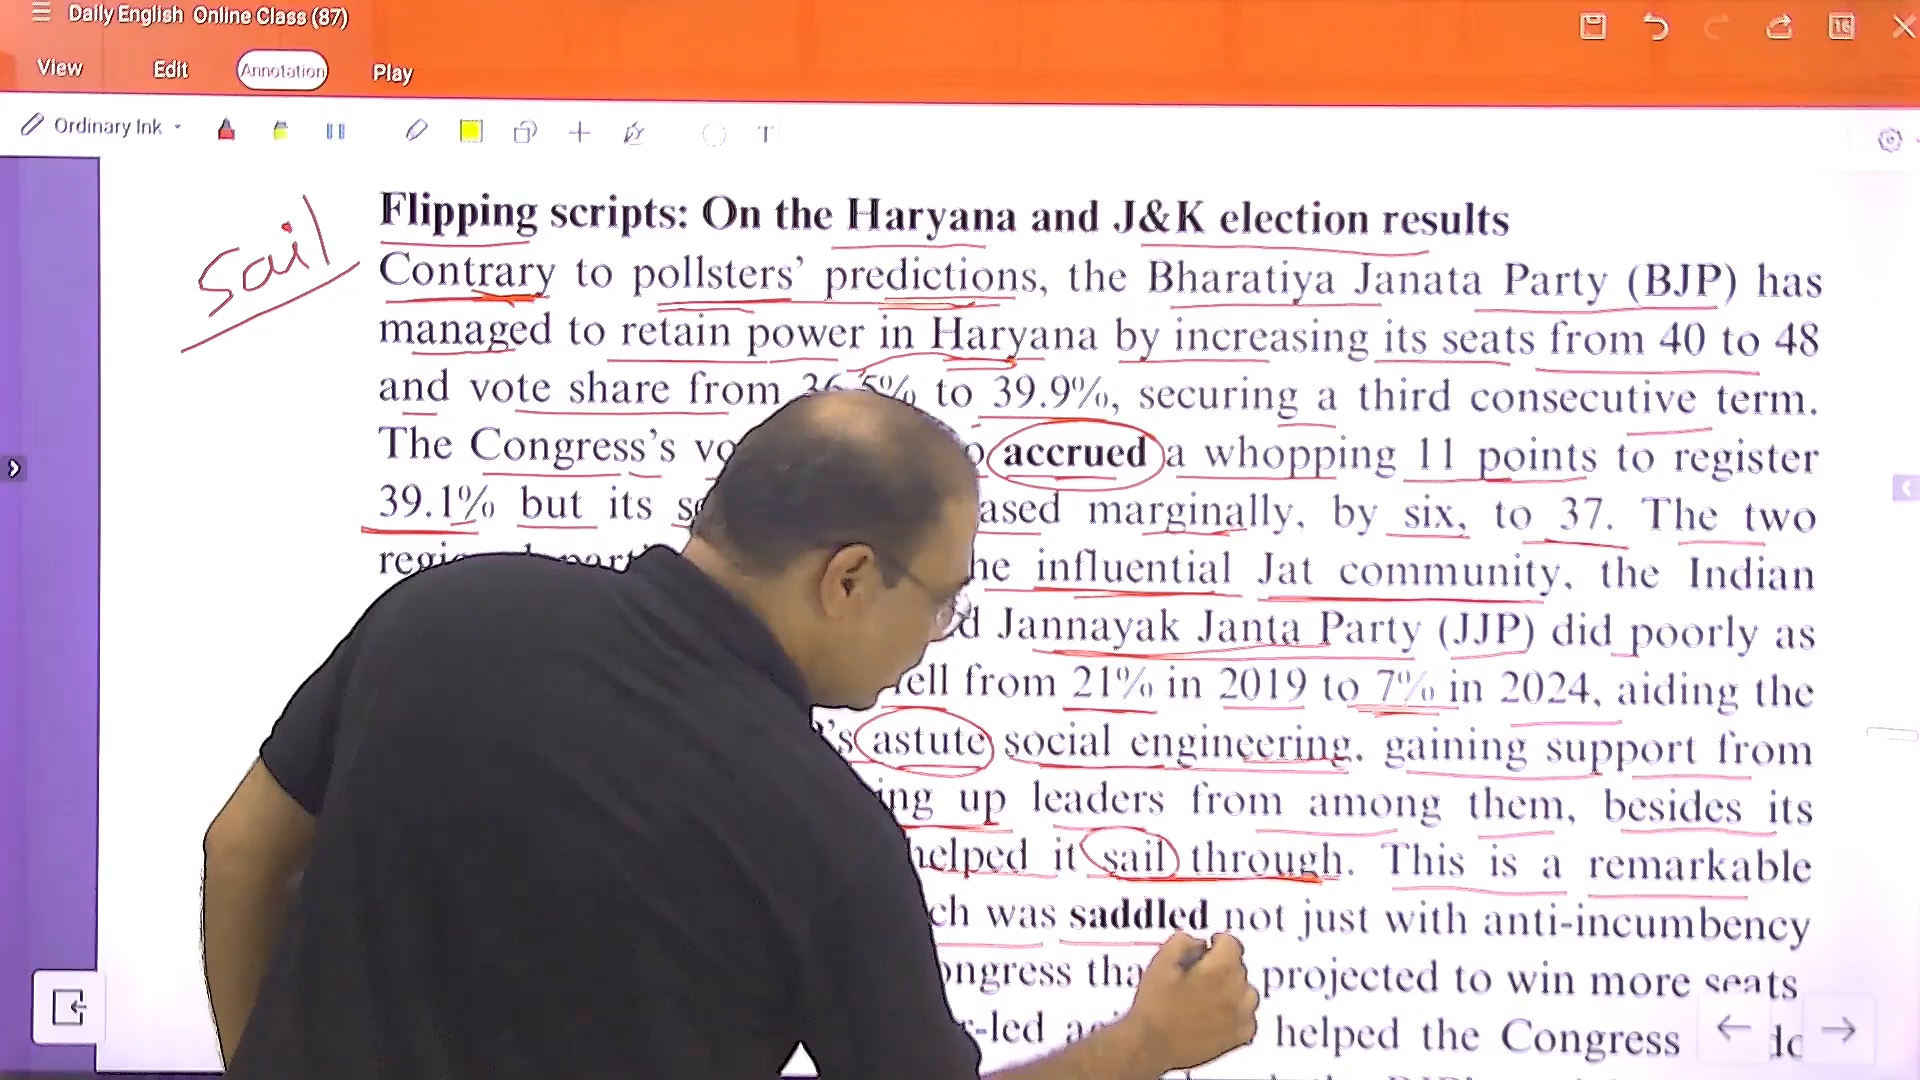 Daily English Online Class (87)
View Edit Annotation Play
Ordinary Ink T
sail
Flipping scripts: On the Haryana and J&K election results
Contrary to pollsters’ predictions, the Bharatiya Janata Party (BJP) has
managed to retain power in Haryana by increasing its seats from 40 to 48
and vote share from 36.5% to 39.9%, securing a third consecutive term.
The Congress’s accrued a whopping 11 points to register
39.1% but its marginally, by six, to 37. The two
influential Jat community, the Indian
Jannayak Janta Party (JJP) did poorly as
fell from 21% in 2019 to 7% in 2024, aiding the
astute social engineering, gaining support from
up leaders from among them, besides its
helped it sail through. This is a remarkable
was saddled not just with anti-incumbency
projected to win more seats
helped the Congress